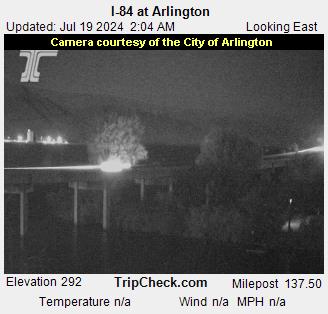 I-84 at Arlington
Updated: Jul 19 2024 2:04 AM Looking East
Camera courtesy of the City of Arlington
Elevation 292 TripCheck.com Milepost 137.50
Temperature n/a Wind n/a MPH n/a